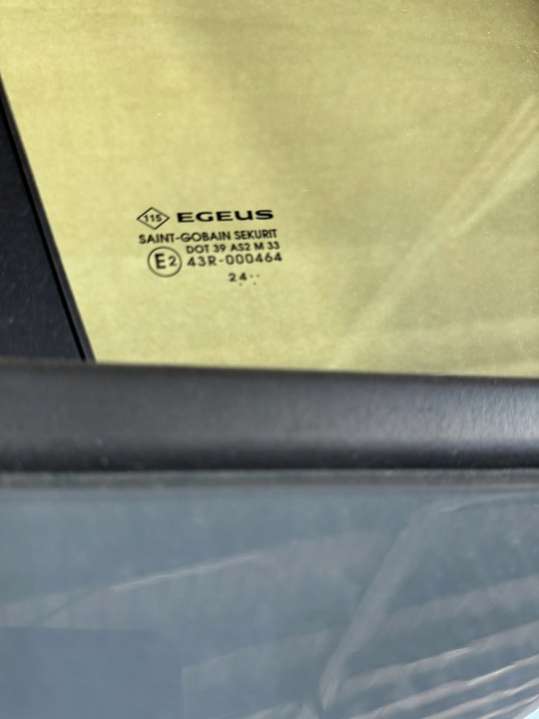 115 EGEUS
SAINT-GOBAIN SEKURIT
DOT 39 AS2 M 33
E2 43R-000464
24..